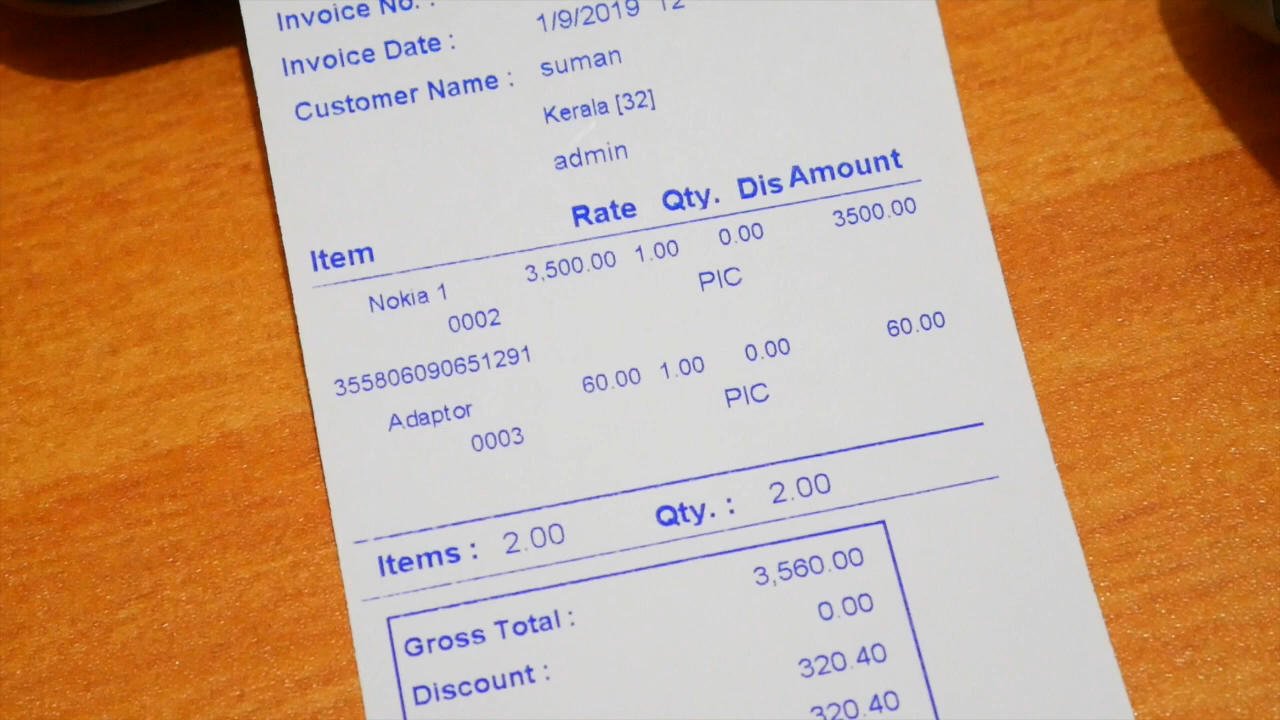 Invoice No. :
Invoice Date : 1/9/2019 12
Customer Name : suman
Kerala [32]
admin
Item Rate Qty. Dis Amount
Nokia 1 3,500.00 1.00 0.00 3500.00
0002 PIC
355806090651291
Adaptor 60.00 1.00 0.00 60.00
0003 PIC
Items : 2.00 Qty. : 2.00
Gross Total : 3,560.00
Discount : 0.00
320.40
320.40